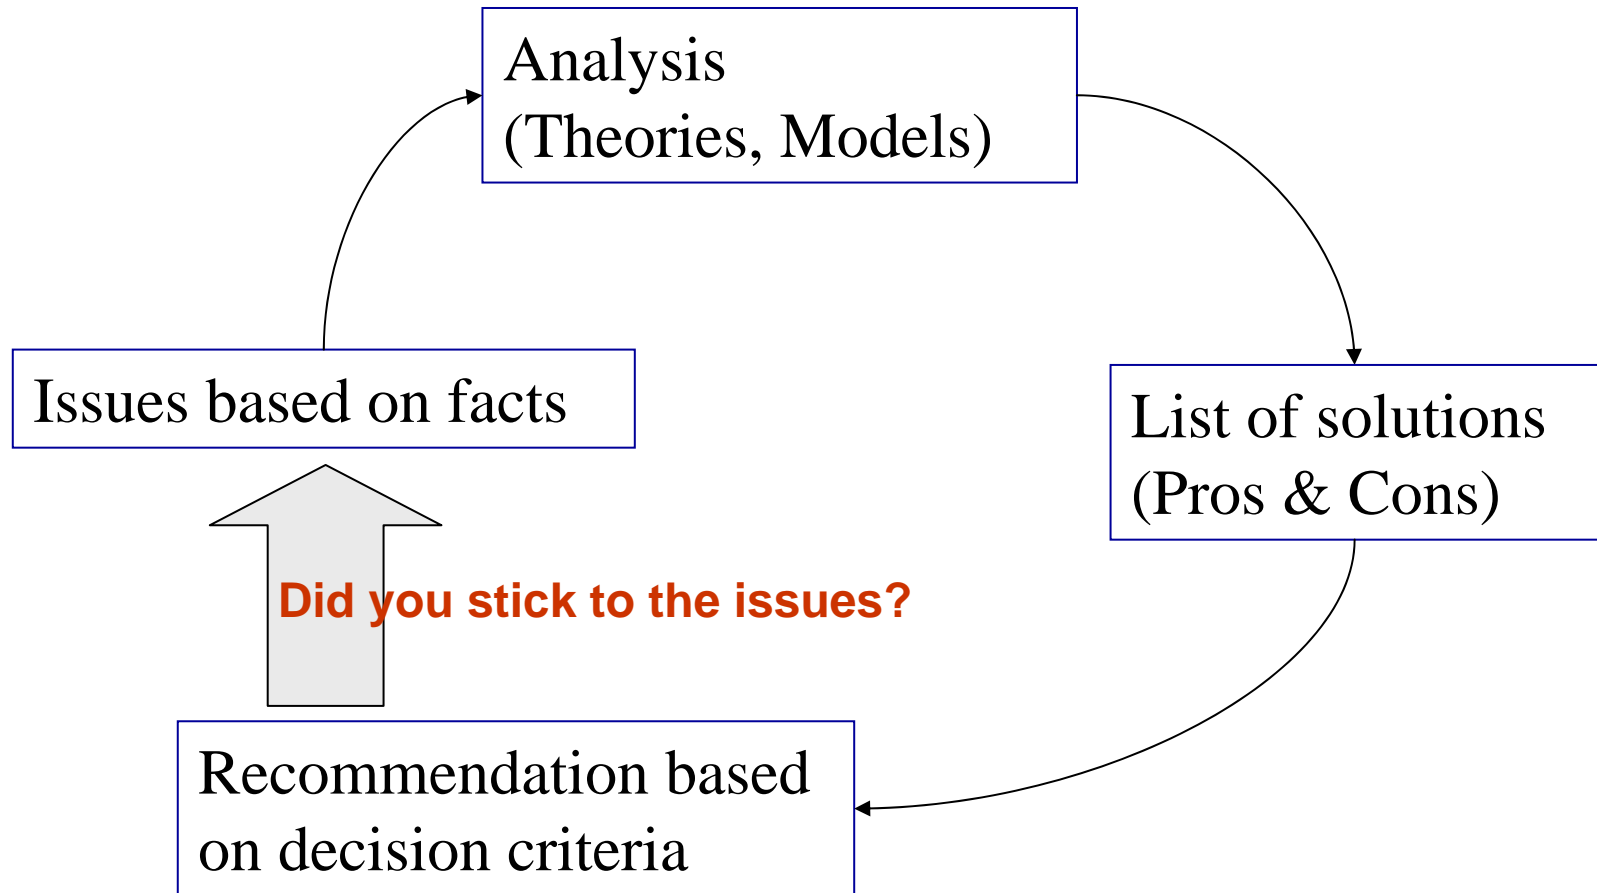 Analysis
(Theories, Models)
Issues based on facts
List of solutions
(Pros & Cons)
Did you stick to the issues?
Recommendation based
on decision criteria